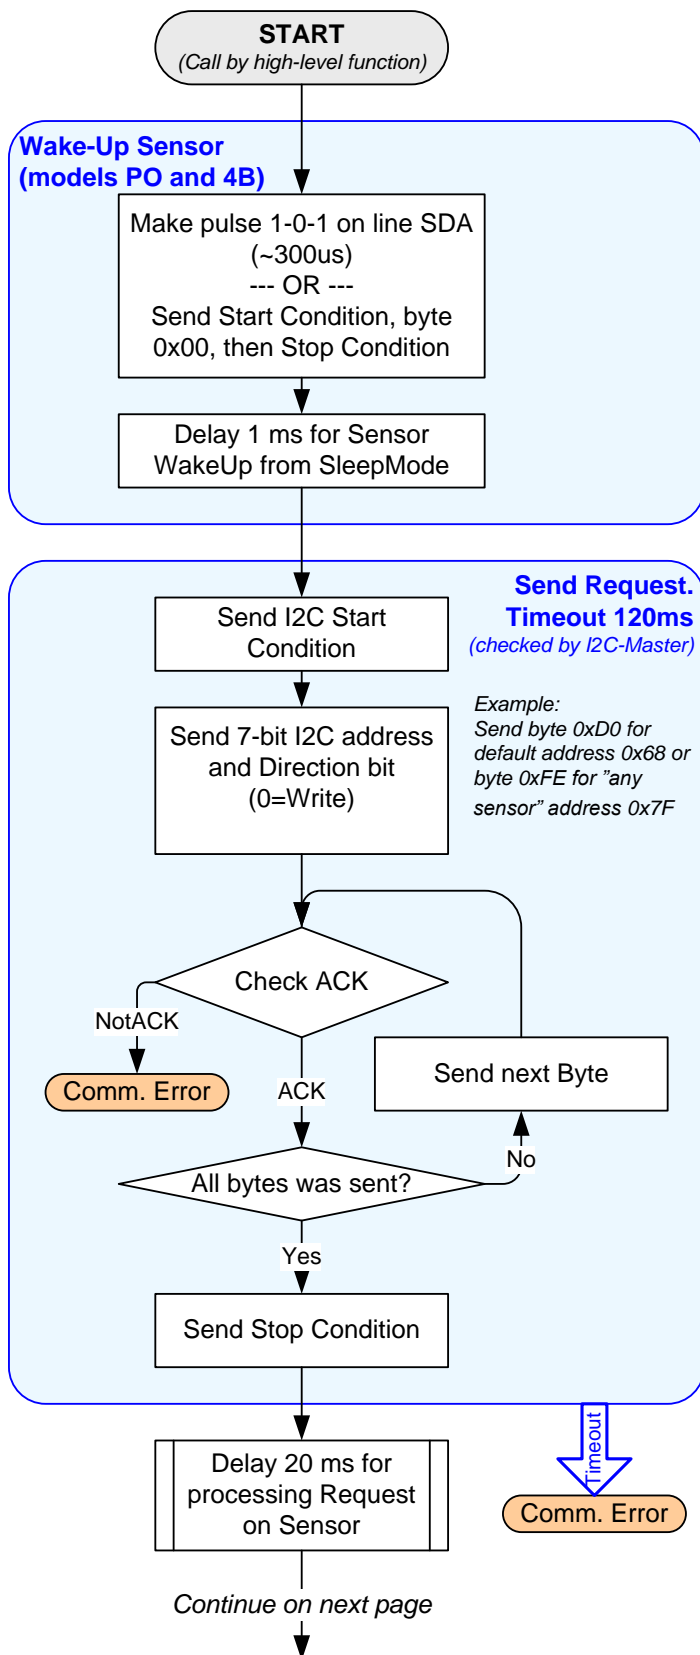 START
(Call by high-level function)
Wake-Up Sensor
(models PO and 4B)
Make pulse 1-0-1 on line SDA
(~300us)
--- OR ---
Send Start Condition, byte
0x00, then Stop Condition
Delay 1 ms for Sensor
WakeUp from SleepMode
Send Request.
Timeout 120ms
(checked by I2C-Master)
Send I2C Start
Condition
Send 7-bit I2C address
and Direction bit
(0=Write)
Example:
Send byte 0xD0 for
default address 0x68 or
byte 0xFE for ”any
sensor” address 0x7F
Check ACK
NotACK
Comm. Error
ACK
Send next Byte
All bytes was sent?
No
Yes
Send Stop Condition
Timeout
Delay 20 ms for
processing Request
on Sensor
Comm. Error
Continue on next page